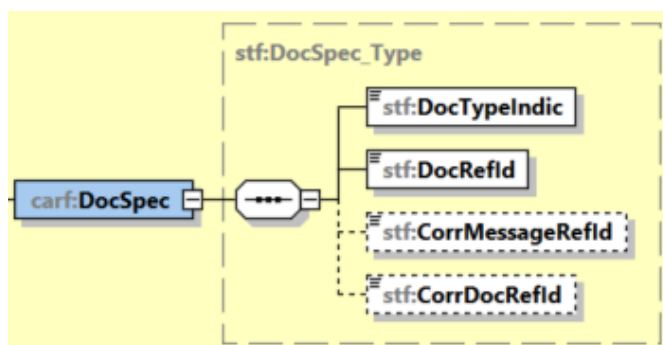 stf:DocSpec_Type
stf:DocTypeIndic
stf:DocRefId
carf:DocSpec
stf:CorrMessageRefId
stf:CorrDocRefId